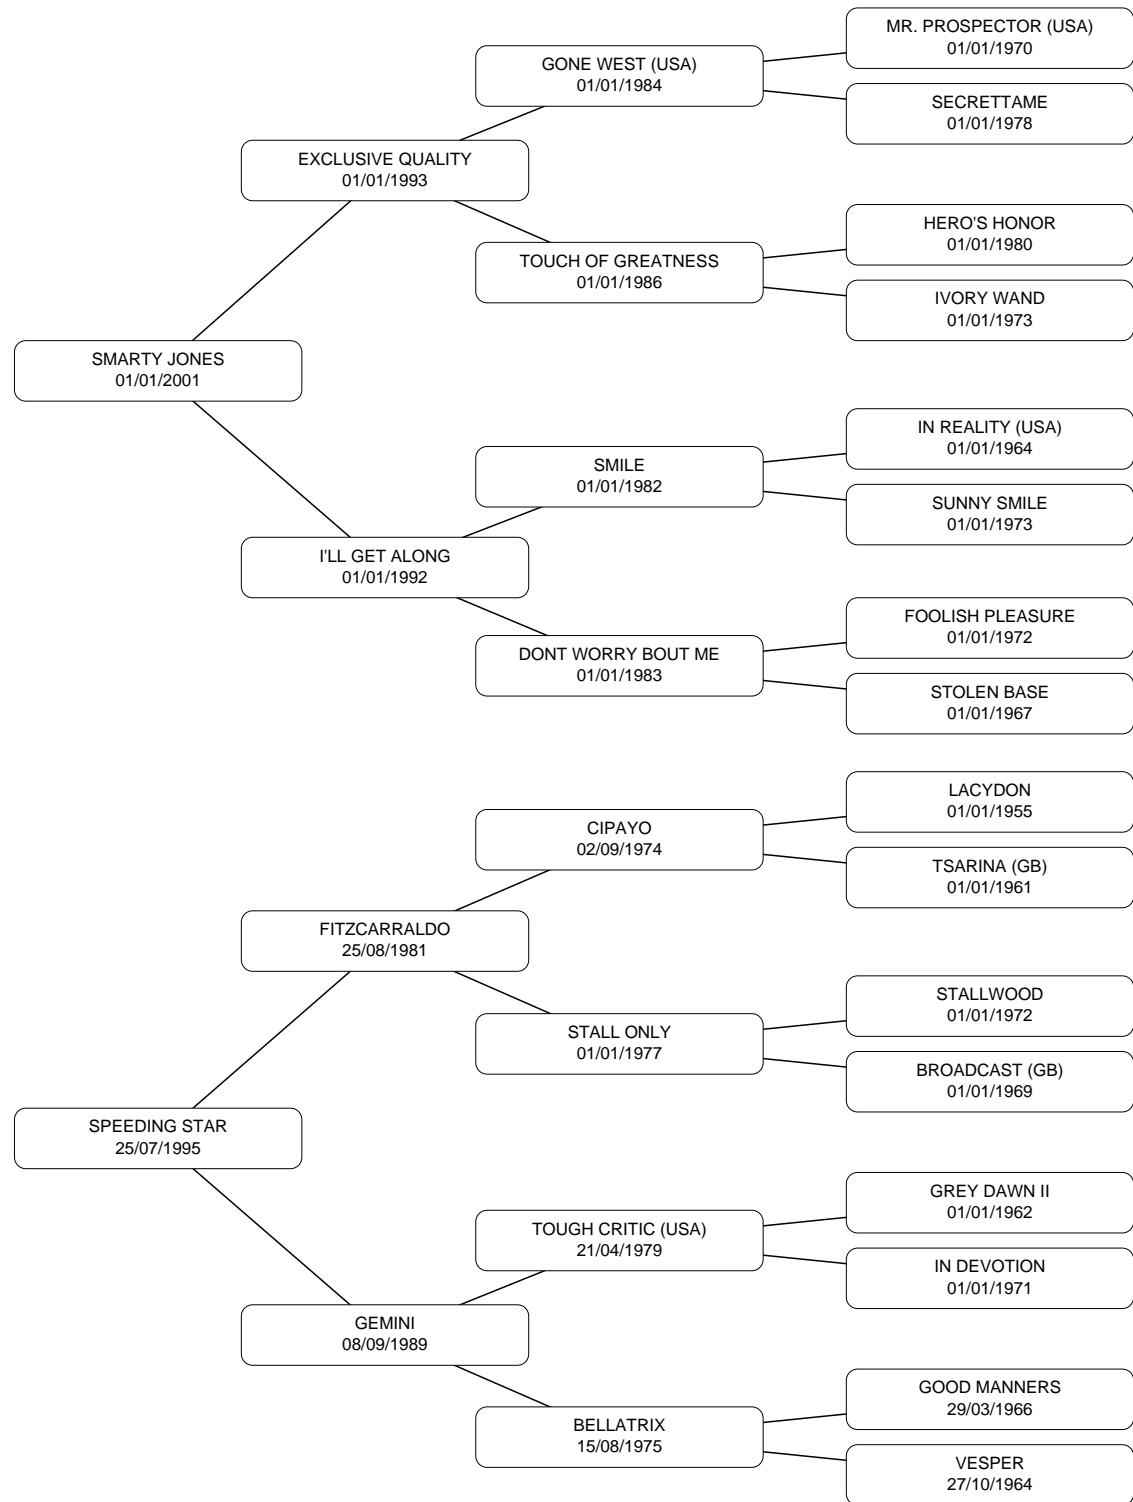 MR. PROSPECTOR (USA)
01/01/1970
GONE WEST (USA)
01/01/1984
SECRETTAME
01/01/1978
EXCLUSIVE QUALITY
01/01/1993
HERO'S HONOR
01/01/1980
TOUCH OF GREATNESS
01/01/1986
IVORY WAND
01/01/1973
SMARTY JONES
01/01/2001
IN REALITY (USA)
01/01/1964
SMILE
01/01/1982
SUNNY SMILE
01/01/1973
I'LL GET ALONG
01/01/1992
FOOLISH PLEASURE
01/01/1972
DONT WORRY BOUT ME
01/01/1983
STOLEN BASE
01/01/1967
LACYDON
01/01/1955
CIPAYO
02/09/1974
TSARINA (GB)
01/01/1961
FITZCARRALDO
25/08/1981
STALLWOOD
01/01/1972
STALL ONLY
01/01/1977
BROADCAST (GB)
01/01/1969
SPEEDING STAR
25/07/1995
GREY DAWN II
01/01/1962
TOUGH CRITIC (USA)
21/04/1979
IN DEVOTION
01/01/1971
GEMINI
08/09/1989
GOOD MANNERS
29/03/1966
BELLATRIX
15/08/1975
VESPER
27/10/1964